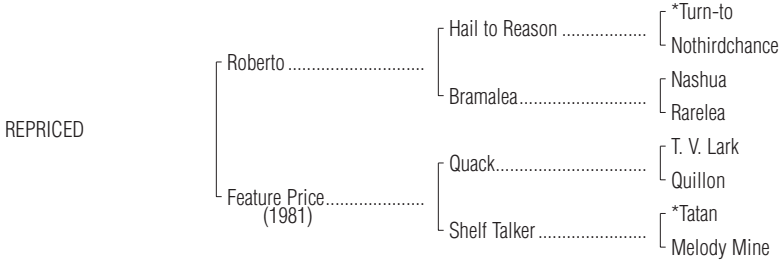 *Turn-to
Hail to Reason ..................
Nothirdchance
Roberto .............................
Nashua
Bramalea...........................
Rarelea
REPRICED
T. V. Lark
Quack................................
Quillon
Feature Price.....................
(1981)
*Tatan
Shelf Talker .......................
Melody Mine